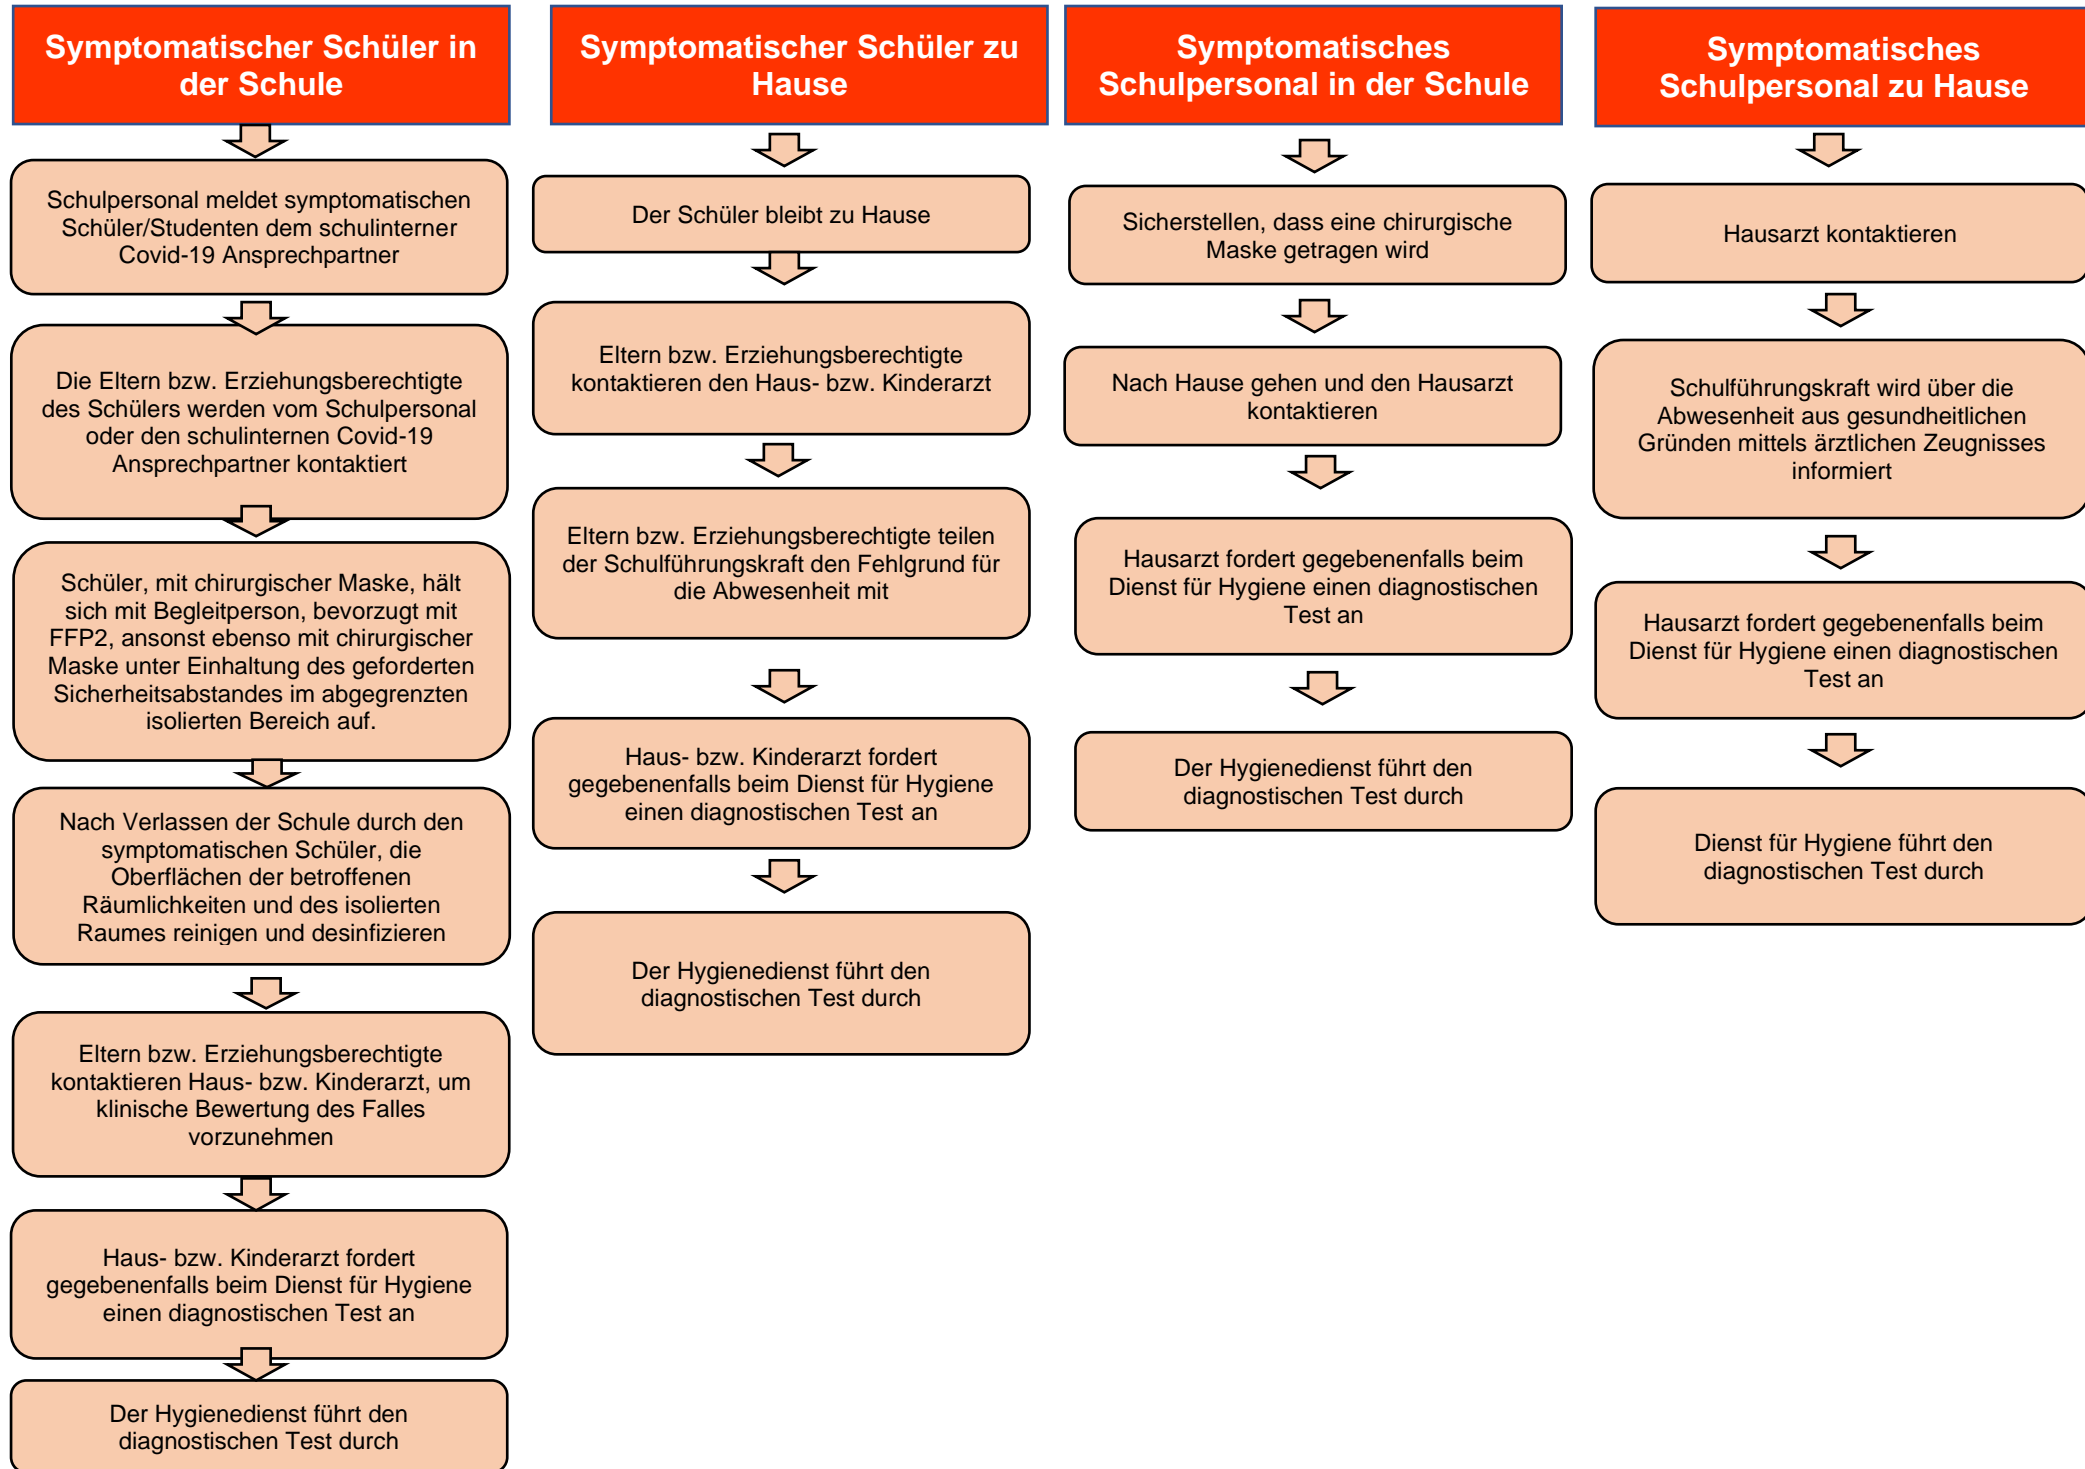 Symptomatischer Schüler in
der Schule
Schulpersonal meldet symptomatischen
Schüler/Studenten dem schulinterner
Covid-19 Ansprechpartner
Die Eltern bzw. Erziehungsberechtigte
des Schülers werden vom Schulpersonal
oder den schulinternen Covid-19
Ansprechpartner kontaktiert
Schüler, mit chirurgischer Maske, hält
sich mit Begleitperson, bevorzugt mit
FFP2, ansonst ebenso mit chirurgischer
Maske unter Einhaltung des geforderten
Sicherheitsabstandes im abgegrenzten
isolierten Bereich auf.
Nach Verlassen der Schule durch den
symptomatischen Schüler, die
Oberflächen der betroffenen
Räumlichkeiten und des isolierten
Raumes reinigen und desinfizieren
Eltern bzw. Erziehungsberechtigte
kontaktieren Haus- bzw. Kinderarzt, um
klinische Bewertung des Falles
vorzunehmen
Haus- bzw. Kinderarzt fordert
gegebenenfalls beim Dienst für Hygiene
einen diagnostischen Test an
Der Hygienedienst führt den
diagnostischen Test durch
Symptomatischer Schüler zu
Hause
Der Schüler bleibt zu Hause
Eltern bzw. Erziehungsberechtigte
kontaktieren den Haus- bzw. Kinderarzt
Eltern bzw. Erziehungsberechtigte teilen
der Schulführungskraft den Fehlgrund für
die Abwesenheit mit
Haus- bzw. Kinderarzt fordert
gegebenenfalls beim Dienst für Hygiene
einen diagnostischen Test an
Der Hygienedienst führt den
diagnostischen Test durch
Symptomatisches
Schulpersonal in der Schule
Sicherstellen, dass eine chirurgische
Maske getragen wird
Nach Hause gehen und den Hausarzt
kontaktieren
Hausarzt fordert gegebenenfalls beim
Dienst für Hygiene einen diagnostischen
Test an
Der Hygienedienst führt den
diagnostischen Test durch
Symptomatisches
Schulpersonal zu Hause
Hausarzt kontaktieren
Schulführungskraft wird über die
Abwesenheit aus gesundheitlichen
Gründen mittels ärztlichen Zeugnisses
informiert
Hausarzt fordert gegebenenfalls beim
Dienst für Hygiene einen diagnostischen
Test an
Dienst für Hygiene führt den
diagnostischen Test durch